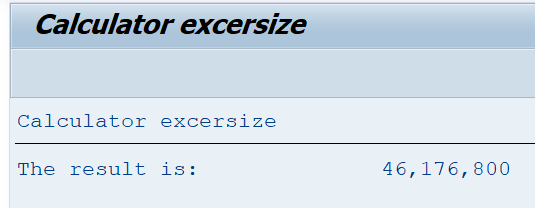 Calculator excersize
Calculator excersize
The result is: 46,176,800